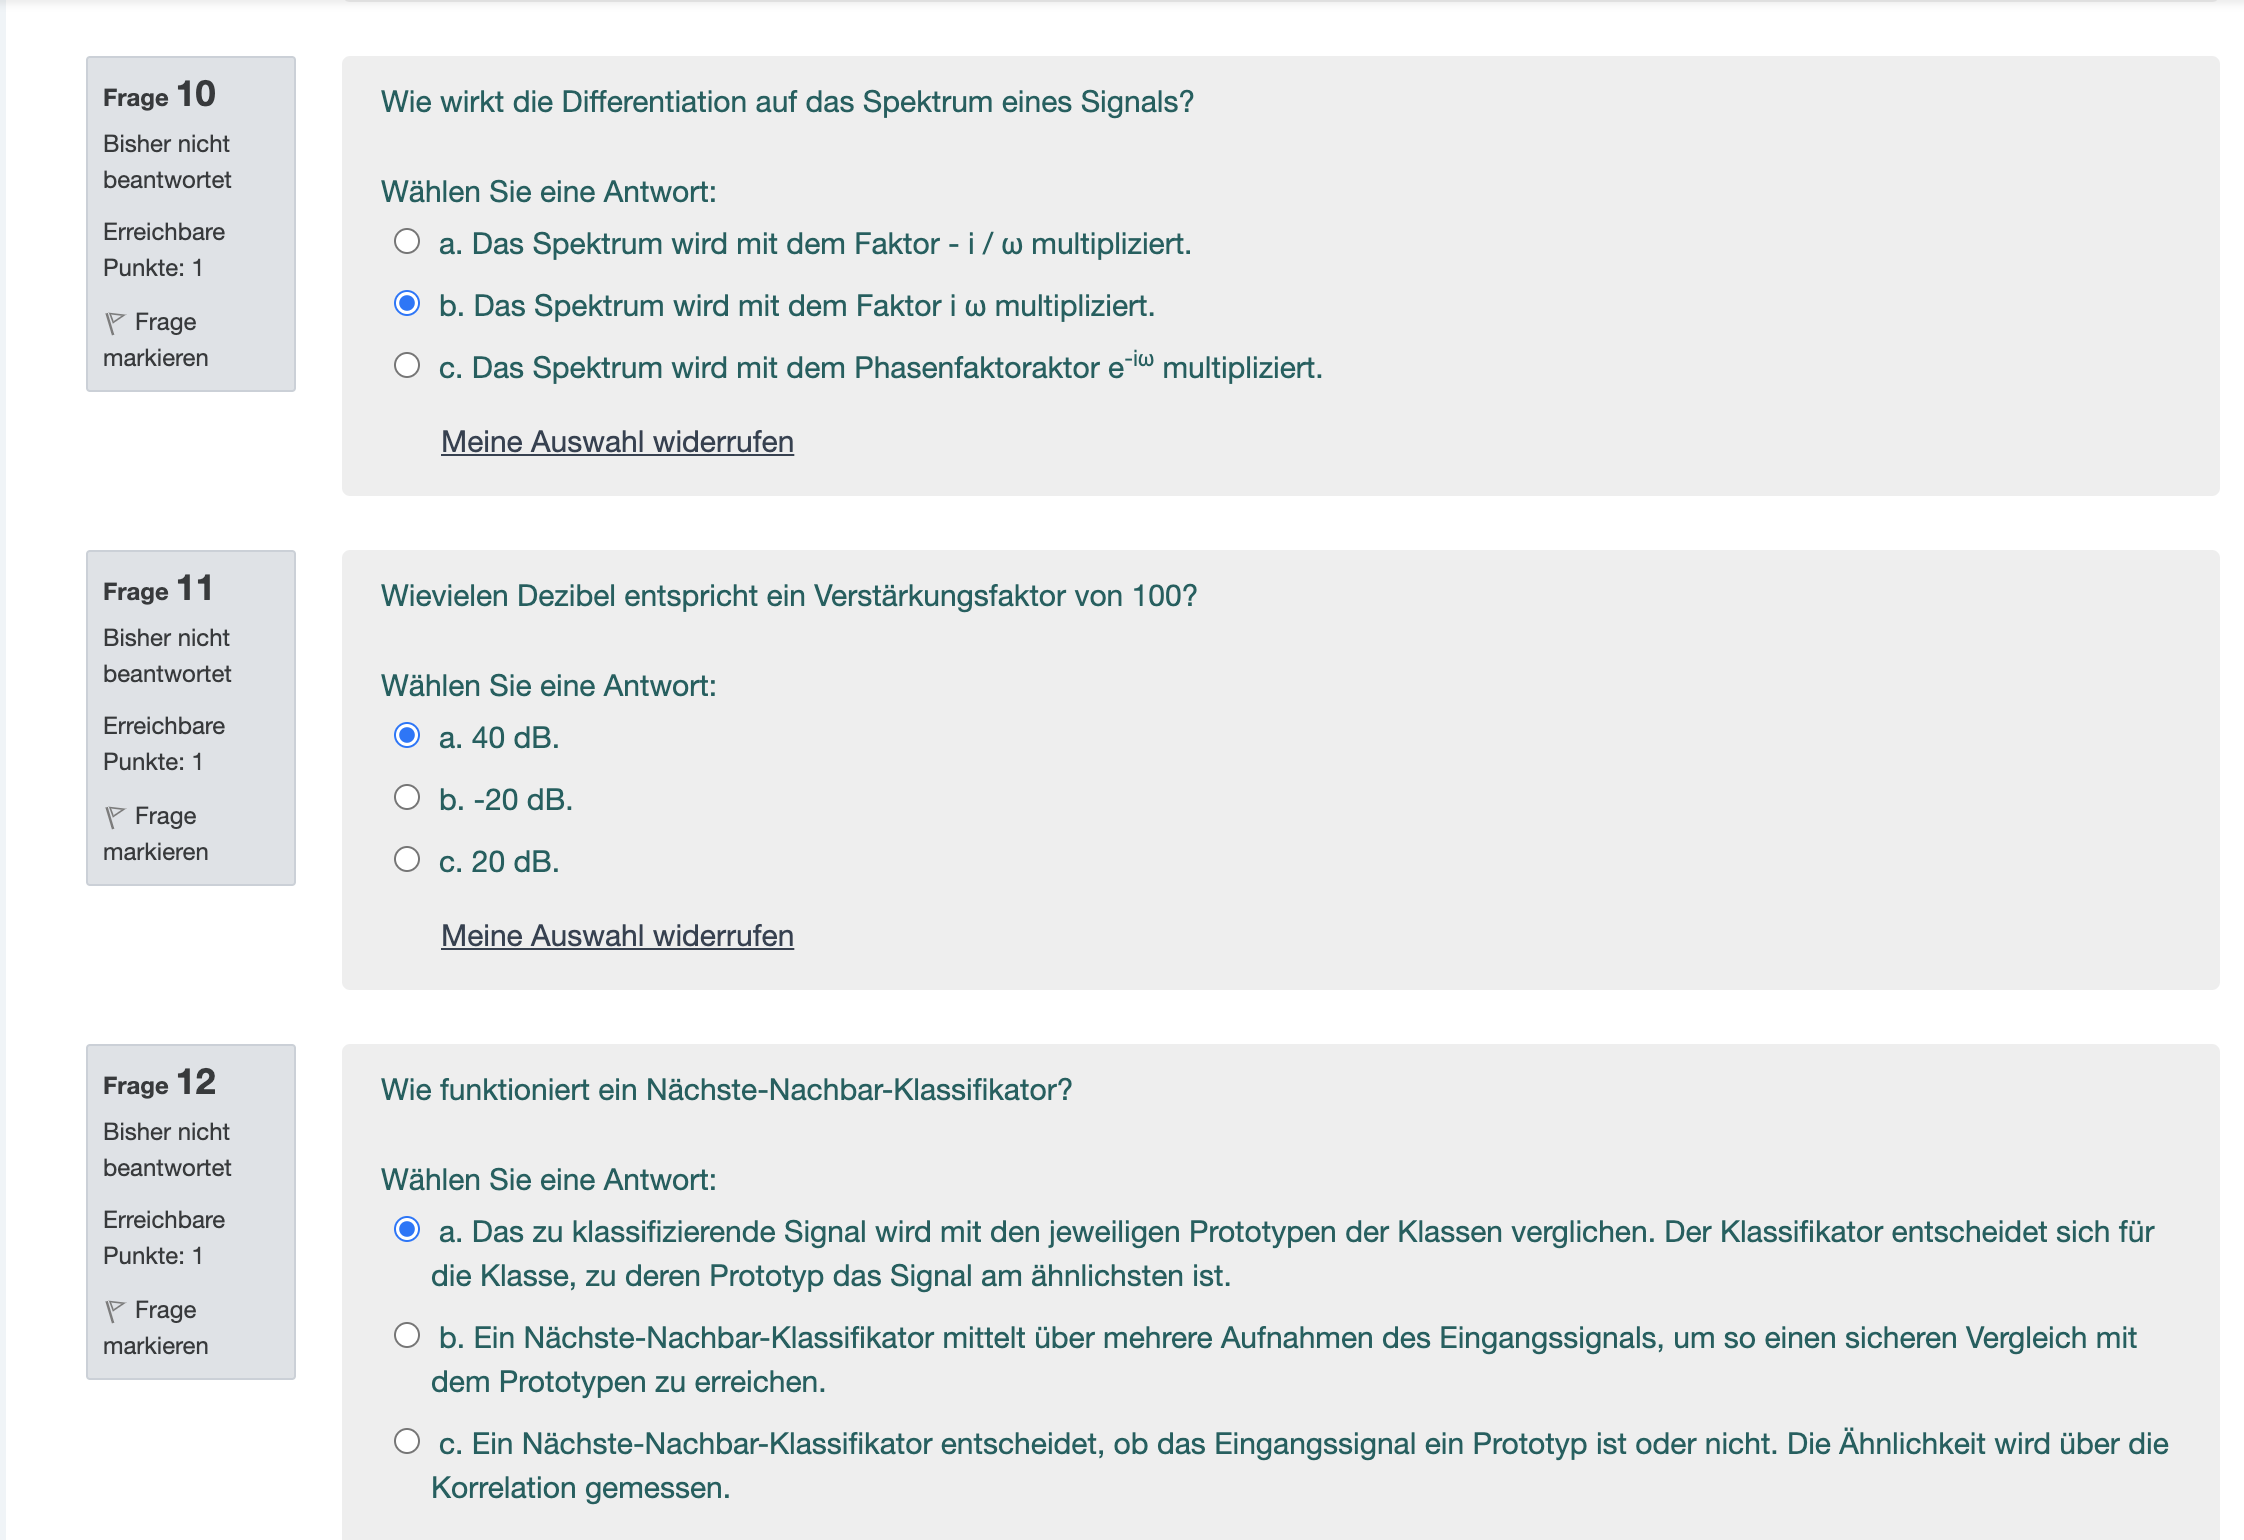 Frage 10
Bisher nicht
beantwortet
Erreichbare
Punkte: 1
Frage
markieren
Wie wirkt die Differentiation auf das Spektrum eines Signals?
Wählen Sie eine Antwort:
a. Das Spektrum wird mit dem Faktor - i / ω multipliziert.
b. Das Spektrum wird mit dem Faktor i ω multipliziert.
c. Das Spektrum wird mit dem Phasenfaktoraktor e^-iω multipliziert.
Meine Auswahl widerrufen
Frage 11
Bisher nicht
beantwortet
Erreichbare
Punkte: 1
Frage
markieren
Wievielen Dezibel entspricht ein Verstärkungsfaktor von 100?
Wählen Sie eine Antwort:
a. 40 dB.
b. -20 dB.
c. 20 dB.
Meine Auswahl widerrufen
Frage 12
Bisher nicht
beantwortet
Erreichbare
Punkte: 1
Frage
markieren
Wie funktioniert ein Nächste-Nachbar-Klassifikator?
Wählen Sie eine Antwort:
a. Das zu klassifizierende Signal wird mit den jeweiligen Prototypen der Klassen verglichen. Der Klassifikator entscheidet sich für
die Klasse, zu deren Prototyp das Signal am ähnlichsten ist.
b. Ein Nächste-Nachbar-Klassifikator mittelt über mehrere Aufnahmen des Eingangssignals, um so einen sicheren Vergleich mit
dem Prototypen zu erreichen.
c. Ein Nächste-Nachbar-Klassifikator entscheidet, ob das Eingangssignal ein Prototyp ist oder nicht. Die Ähnlichkeit wird über die
Korrelation gemessen.